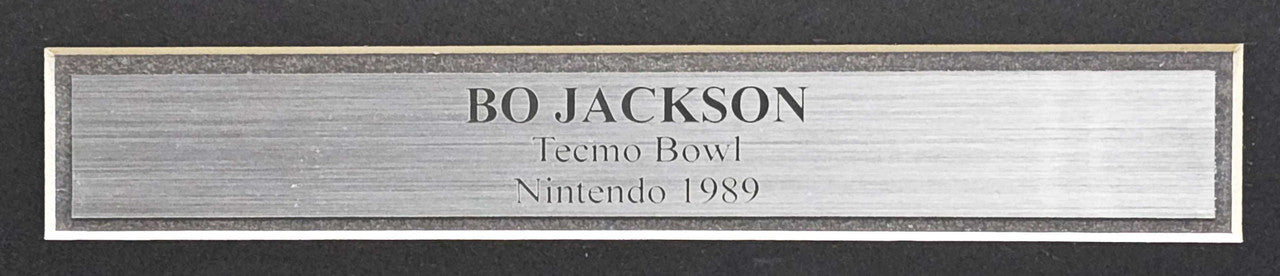 BO JACKSON
Tecmo Bowl
Nintendo 1989